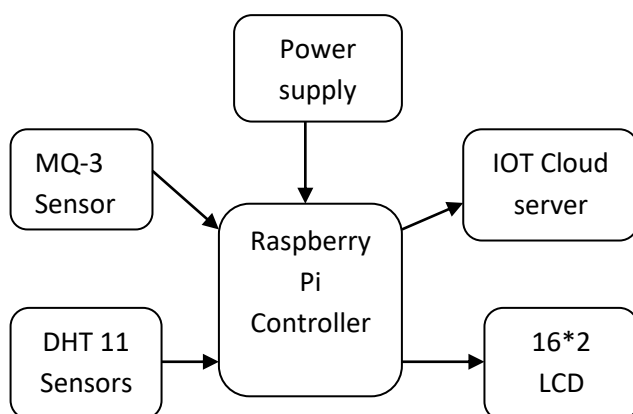 Power
supply
MQ-3
Sensor
IOT Cloud
server
Raspberry
Pi
Controller
DHT 11
Sensors
16*2
LCD